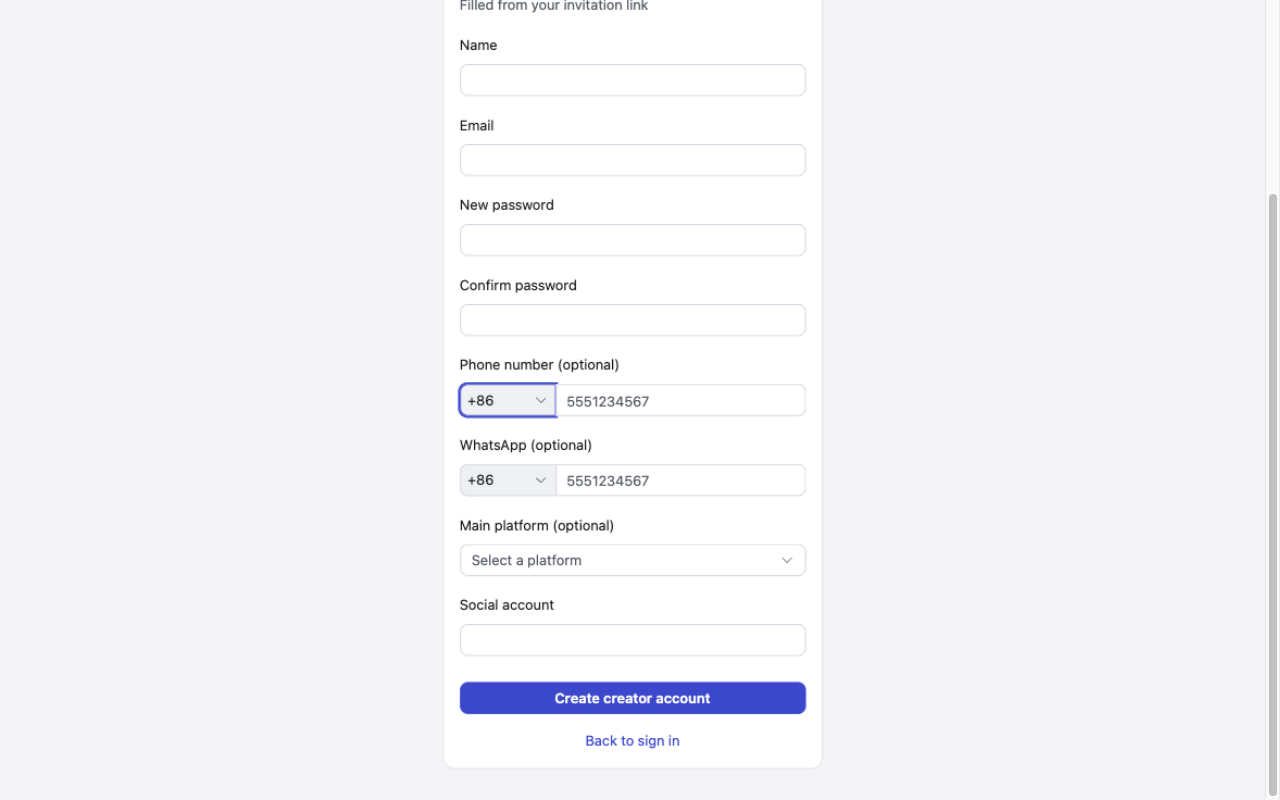 Filled from your invitation link
Name
Email
New password
Confirm password
Phone number (optional)
+86 5551234567
WhatsApp (optional)
+86 5551234567
Main platform (optional)
Select a platform
Social account
Create creator account
Back to sign in